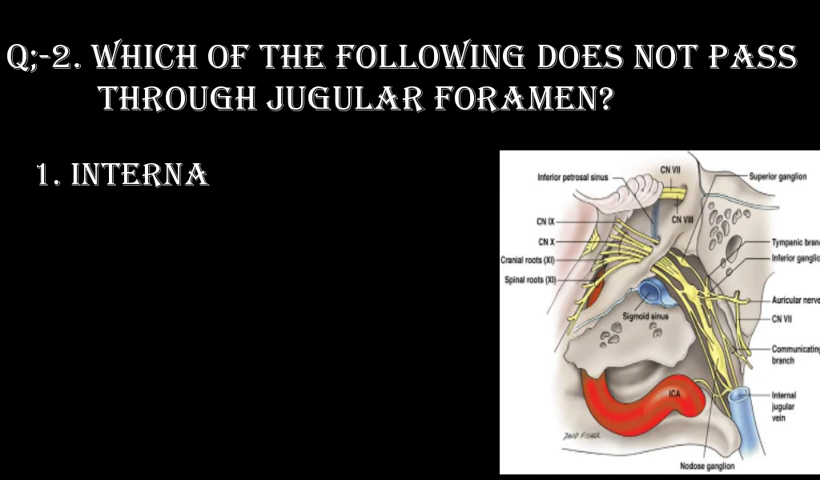 Q;-2. WHICH OF THE FOLLOWING DOES NOT PASS
THROUGH JUGULAR FORAMEN?
1. INTERNA
Inferior petrosal sinus
CN VII
Superior ganglion
CN IX
CN VIII
CN X
Tympanic bran
Cranial roots (XI)
Inferior ganglio
Spinal roots (XI)
Auricular nerve
Sigmoid sinus
CN VII
Communicating
branch
ICA
Internal
jugular
vein
DAVID FISHER
Nodose ganglion